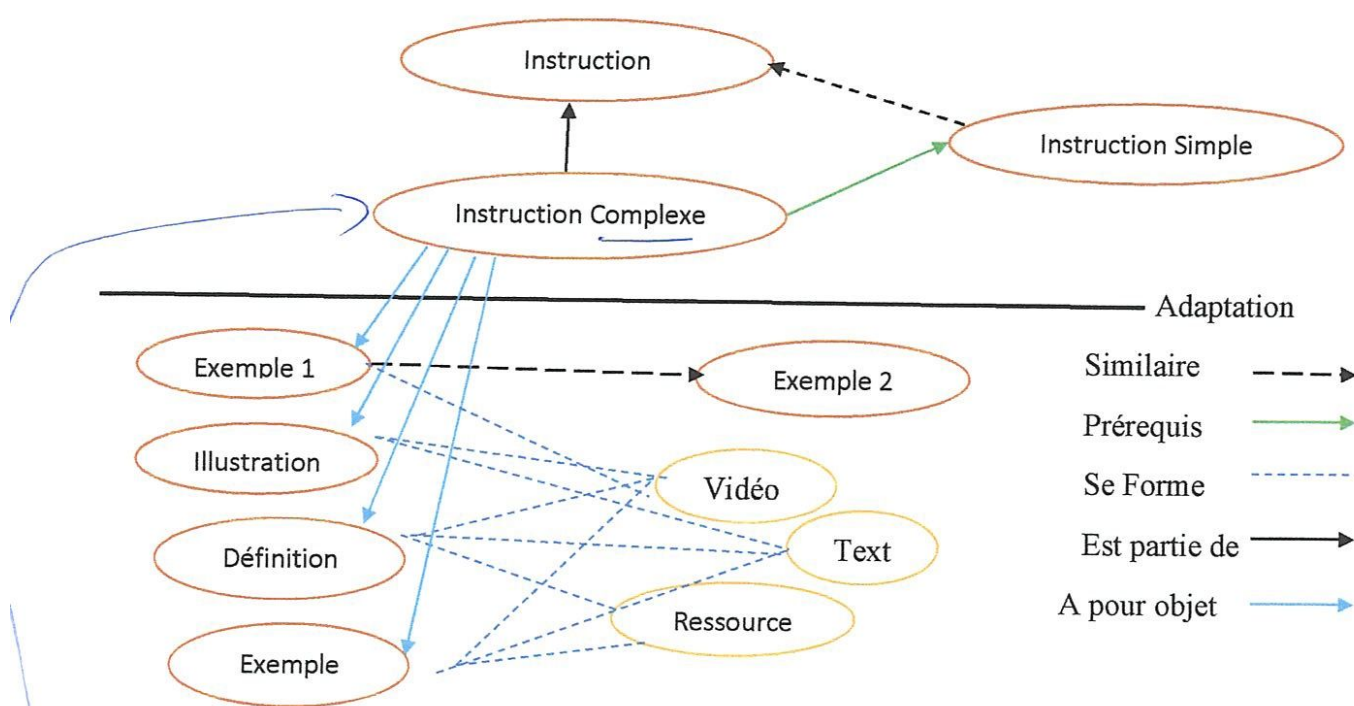 Instruction
Instruction Simple
Instruction Complexe
Adaptation
Exemple 1
Exemple 2
Similaire
Illustration
Prérequis
Vidéo
Se Forme
Définition
Text
Est partie de
Ressource
A pour objet
Exemple